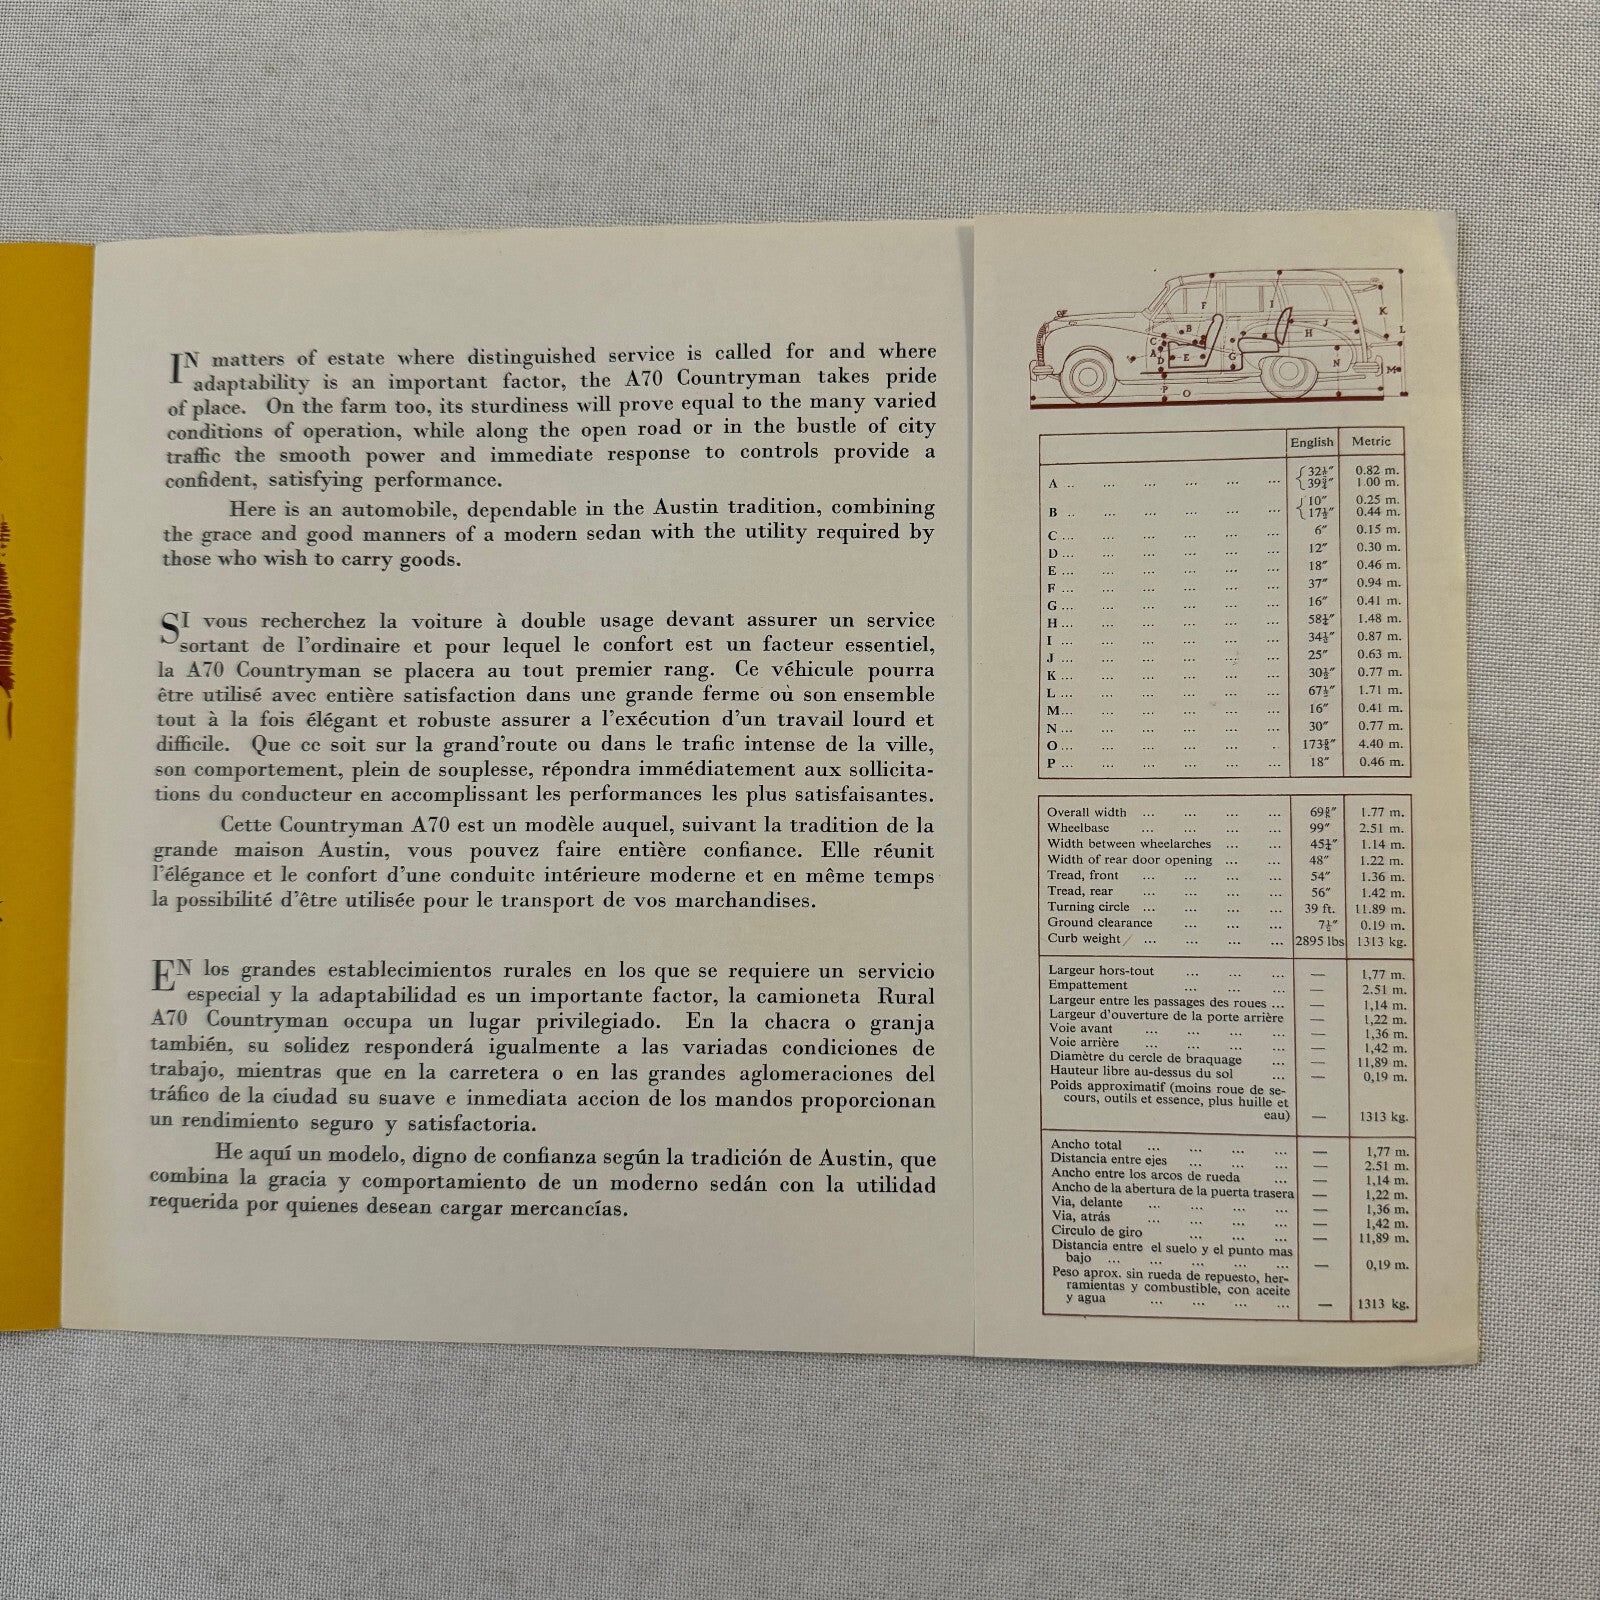 IN matters of estate where distinguished service is called for and where
adaptability is an important factor, the A70 Countryman takes pride
of place. On the farm too, its sturdiness will prove equal to the many varied
conditions of operation, while along the open road or in the bustle of city
traffic the smooth power and immediate response to controls provide a
confident, satisfying performance.
Here is an automobile, dependable in the Austin tradition, combining
the grace and good manners of a modern sedan with the utility required by
those who wish to carry goods.
SI vous recherchez la voiture à double usage devant assurer un service
sortant de l'ordinaire et pour lequel le confort est un facteur essentiel,
la A70 Countryman se placera au tout premier rang. Ce véhicule pourra
être utilisé avec entière satisfaction dans une grande ferme où son ensemble
tout à la fois élégant et robuste assurer a l'exécution d'un travail lourd et
difficile. Que ce soit sur la grand'route ou dans le trafic intense de la ville,
son comportement, plein de souplesse, répondra immédiatement aux sollicita-
tions du conducteur en accomplissant les performances les plus satisfaisantes.
Cette Countryman A70 est un modèle auquel, suivant la tradition de la
grande maison Austin, vous pouvez faire entière confiance. Elle réunit
l'élégance et le confort d'une conduite intérieure moderne et en même temps
la possibilité d'être utilisée pour le transport de vos marchandises.
EN los grandes establecimientos rurales en los que se requiere un servicio
especial y la adaptabilidad es un importante factor, la camioneta Rural
A70 Countryman occupa un lugar privilegiado. En la chacra o granja
también, su solidez responderá igualmente a las variadas condiciones de
trabajo, mientras que en la carretera o en las grandes aglomeraciones del
tráfico de la ciudad su suave e inmediata accion de los mandos proporcionan
un rendimiento seguro y satisfactoria.
He aquí un modelo, digno de confianza según la tradición de Austin, que
combina la gracia y comportamiento de un moderno sedán con la utilidad
requerida por quienes desean cargar mercancías.
F I K
B J L
C H
A D E G M
N
P O
English Metric
A .. ... ... ... ... ... 32½″ 0.82 m.
39¾″ 1.00 m.
B .. ... ... ... ... ... 10″ 0.25 m.
17½″ 0.44 m.
C ... ... ... ... ... ... 6″ 0.15 m.
D ... ... ... ... ... ... 12″ 0.30 m.
E ... ... ... ... ... ... 18″ 0.46 m.
F ... ... ... ... ... ... 37″ 0.94 m.
G ... ... ... ... ... ... 16″ 0.41 m.
H ... ... ... ... ... ... 58¼″ 1.48 m.
I ... ... ... ... ... ... 34½″ 0.87 m.
J ... ... ... ... ... ... 25″ 0.63 m.
K ... ... ... ... ... ... 30½″ 0.77 m.
L ... ... ... ... ... ... 67½″ 1.71 m.
M ... ... ... ... ... ... 16″ 0.41 m.
N ... ... ... ... ... ... 30″ 0.77 m.
O ... ... ... ... ... . 173⅜″ 4.40 m.
P ... ... ... ... ... ... 18″ 0.46 m.
Overall width ... ... ... ... 69⅝″ 1.77 m.
Wheelbase ... ... ... ... 99″ 2.51 m.
Width between wheelarches ... ... 45¼″ 1.14 m.
Width of rear door opening ... ... 48″ 1.22 m.
Tread, front ... ... ... ... 54″ 1.36 m.
Tread, rear ... ... ... ... 56″ 1.42 m.
Turning circle ... ... ... ... 39 ft. 11.89 m.
Ground clearance ... ... ... 7½″ 0.19 m.
Curb weight ... ... ... ... 2895 lbs 1313 kg.
Largeur hors-tout ... ... ... — 1,77 m.
Empattement ... ... ... — 2.51 m.
Largeur entre les passages des roues ... — 1,14 m.
Largeur d'ouverture de la porte arrière — 1,22 m.
Voie avant ... ... ... ... — 1,36 m.
Voie arrière ... ... ... ... — 1,42 m.
Diamètre du cercle de braquage ... — 11,89 m.
Hauteur libre au-dessus du sol ... — 0,19 m.
Poids approximatif (moins roue de se-
cours, outils et essence, plus huille et
eau) — 1313 kg.
Ancho total ... ... ... ... — 1,77 m.
Distancia entre ejes ... ... ... — 2.51 m.
Ancho entre los arcos de rueda ... — 1,14 m.
Ancho de la abertura de la puerta trasera — 1,22 m.
Via, delante ... ... ... ... — 1,36 m.
Via, atrás ... ... ... ... — 1,42 m.
Circulo de giro ... ... ... — 11,89 m.
Distancia entre el suelo y el punto mas
bajo ... ... ... ... ... — 0,19 m.
Peso aprox. sin rueda de repuesto, her-
ramientas y combustible, con aceite
y agua ... ... ... ... — 1313 kg.